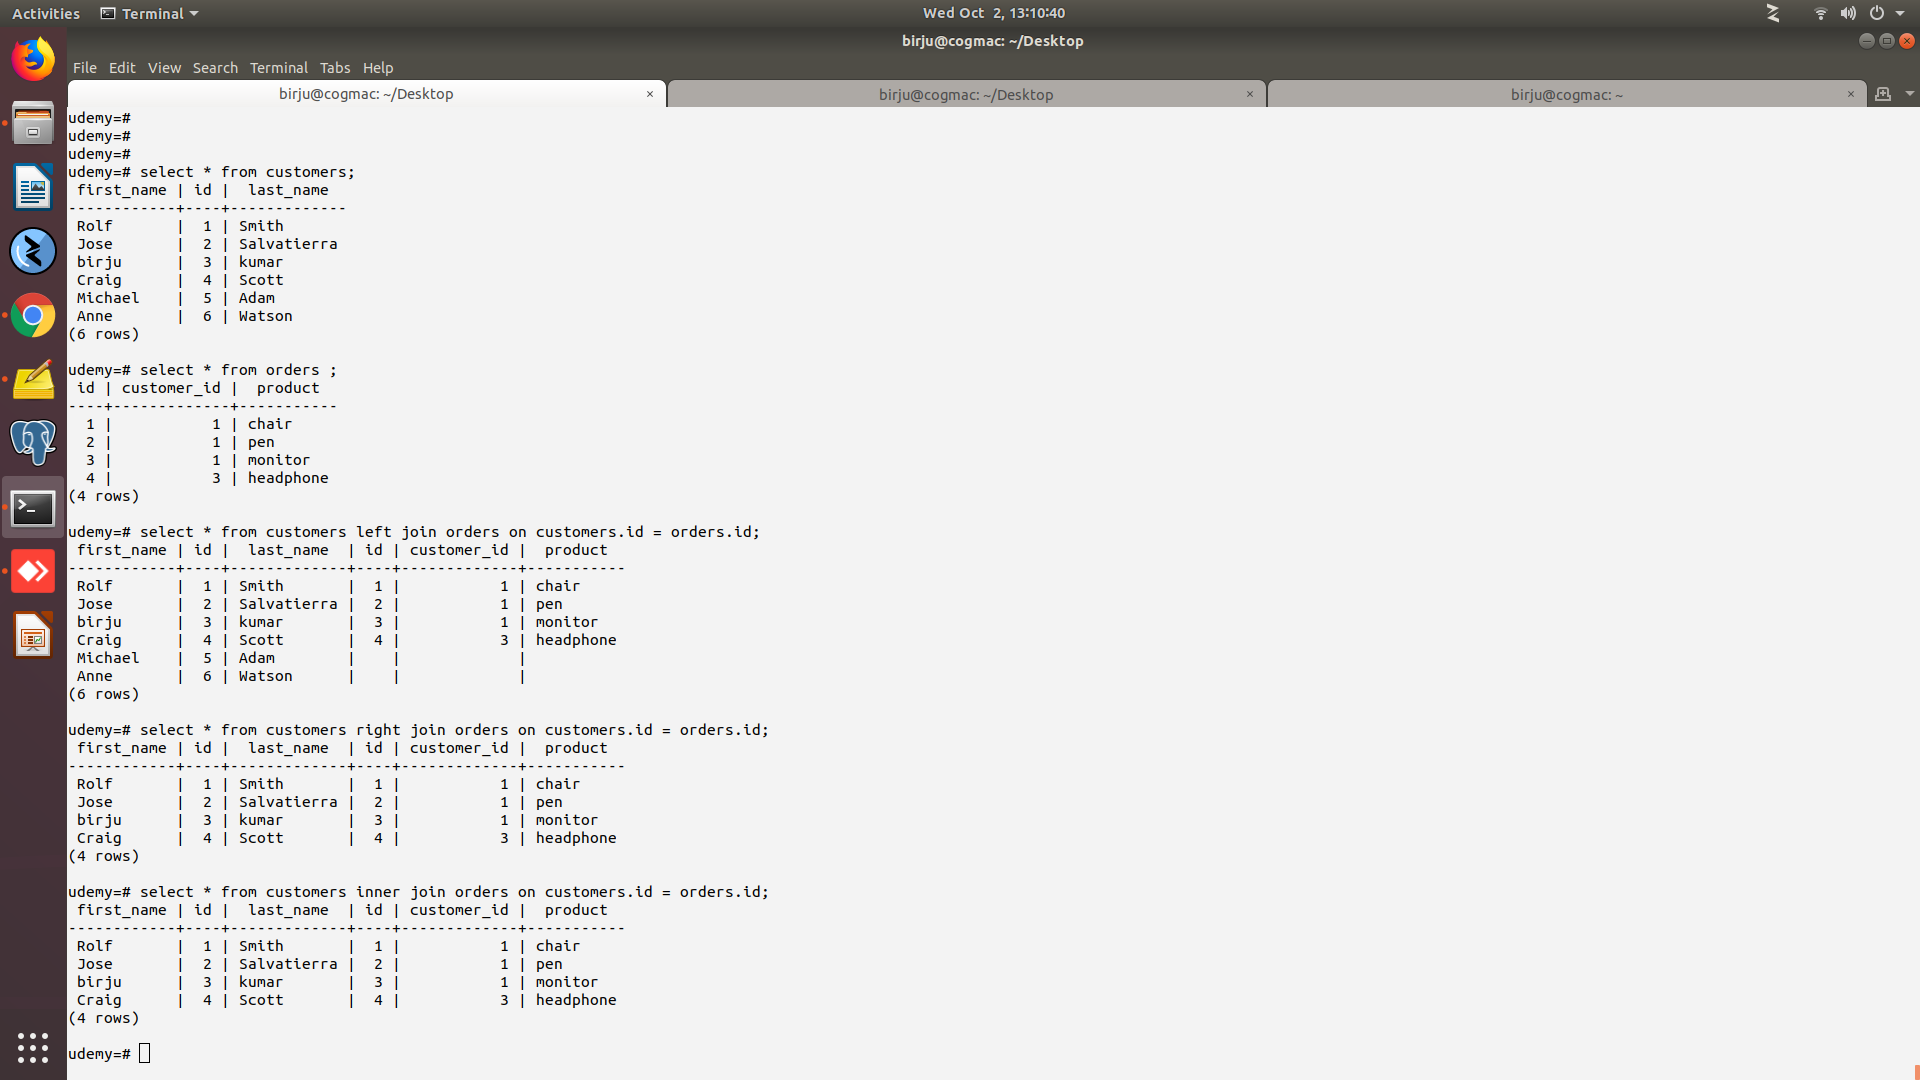 Activities Terminal Wed Oct 2, 13:10:40
birju@cogmac: ~/Desktop
File Edit View Search Terminal Tabs Help
birju@cogmac: ~/Desktop × birju@cogmac: ~/Desktop × birju@cogmac: ~ ×
udemy=#
udemy=#
udemy=#
udemy=# select * from customers;
 first_name | id |  last_name
------------+----+-------------
 Rolf       |  1 | Smith
 Jose       |  2 | Salvatierra
 birju      |  3 | kumar
 Craig      |  4 | Scott
 Michael    |  5 | Adam
 Anne       |  6 | Watson
(6 rows)

udemy=# select * from orders ;
 id | customer_id |  product
----+-------------+-----------
  1 |           1 | chair
  2 |           1 | pen
  3 |           1 | monitor
  4 |           3 | headphone
(4 rows)

udemy=# select * from customers left join orders on customers.id = orders.id;
 first_name | id |  last_name  | id | customer_id |  product
------------+----+-------------+----+-------------+-----------
 Rolf       |  1 | Smith       |  1 |           1 | chair
 Jose       |  2 | Salvatierra |  2 |           1 | pen
 birju      |  3 | kumar       |  3 |           1 | monitor
 Craig      |  4 | Scott       |  4 |           3 | headphone
 Michael    |  5 | Adam        |    |             |
 Anne       |  6 | Watson      |    |             |
(6 rows)

udemy=# select * from customers right join orders on customers.id = orders.id;
 first_name | id |  last_name  | id | customer_id |  product
------------+----+-------------+----+-------------+-----------
 Rolf       |  1 | Smith       |  1 |           1 | chair
 Jose       |  2 | Salvatierra |  2 |           1 | pen
 birju      |  3 | kumar       |  3 |           1 | monitor
 Craig      |  4 | Scott       |  4 |           3 | headphone
(4 rows)

udemy=# select * from customers inner join orders on customers.id = orders.id;
 first_name | id |  last_name  | id | customer_id |  product
------------+----+-------------+----+-------------+-----------
 Rolf       |  1 | Smith       |  1 |           1 | chair
 Jose       |  2 | Salvatierra |  2 |           1 | pen
 birju      |  3 | kumar       |  3 |           1 | monitor
 Craig      |  4 | Scott       |  4 |           3 | headphone
(4 rows)

udemy=#